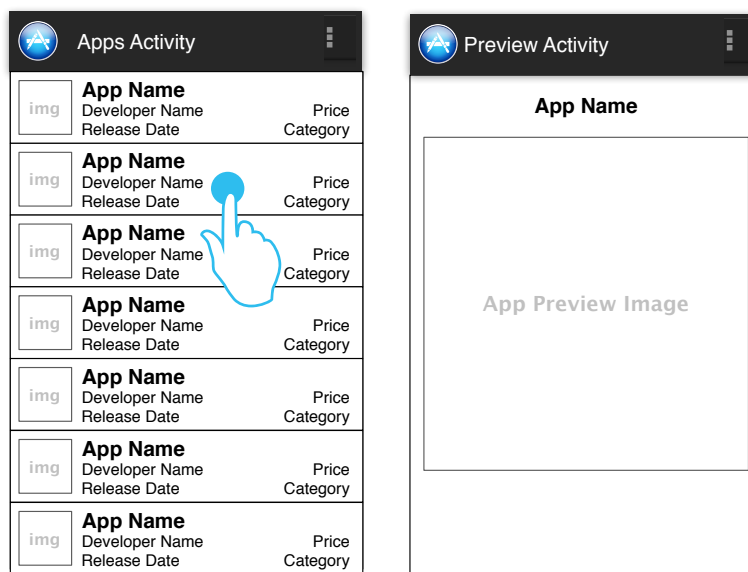 Apps Activity
img
App Name
Developer Name Price
Release Date Category
img
App Name
Developer Name Price
Release Date Category
img
App Name
Developer Name Price
Release Date Category
img
App Name
Developer Name Price
Release Date Category
img
App Name
Developer Name Price
Release Date Category
img
App Name
Developer Name Price
Release Date Category
img
App Name
Developer Name Price
Release Date Category
Preview Activity
App Name
App Preview Image